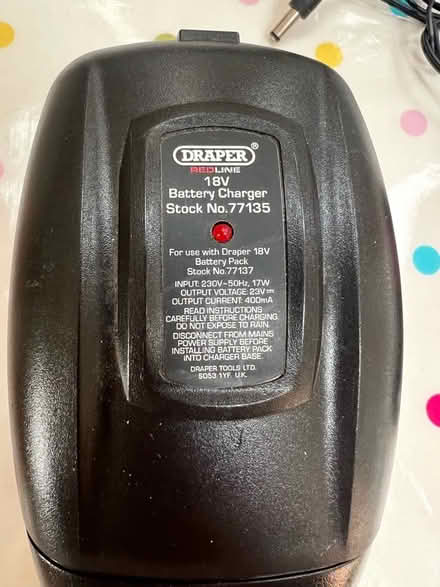 DRAPER®
REDLINE
18V
Battery Charger
Stock No.77135
For use with Draper 18V
Battery Pack
Stock No.77137
INPUT: 230V~50Hz, 17W
OUTPUT VOLTAGE: 23V⎓
OUTPUT CURRENT: 400mA
READ INSTRUCTIONS
CAREFULLY BEFORE CHARGING.
DO NOT EXPOSE TO RAIN.
DISCONNECT FROM MAINS
POWER SUPPLY BEFORE
INSTALLING BATTERY PACK
INTO CHARGER BASE.
DRAPER TOOLS LTD.
SO53 1YF. U.K.